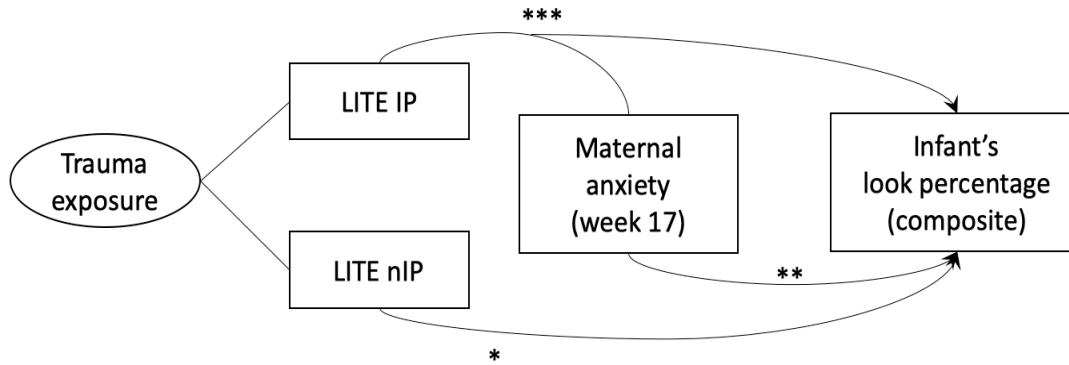 ***
LITE IP
Trauma
exposure
Maternal
anxiety
(week 17)
Infant’s
look percentage
(composite)
LITE nIP
**
*